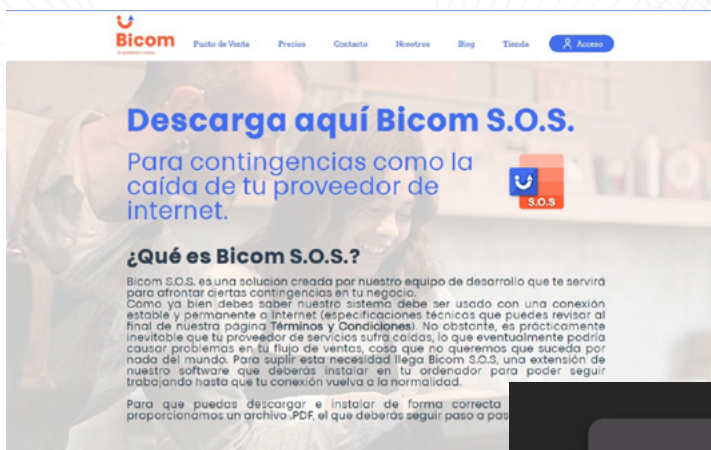 Bicom
Punto de Venta Precios Contacto Nosotros Blog Tienda Acceso
Descarga aquí Bicom S.O.S.
Para contingencias como la
caída de tu proveedor de
internet.
S.O.S
¿Qué es Bicom S.O.S.?
Bicom S.O.S. es una solución creada por nuestro equipo de desarrollo que te servirá
para afrontar ciertas contingencias en tu negocio.
Como ya bien debes saber nuestro sistema debe ser usado con una conexión
estable y permanente a Internet (especificaciones técnicas que puedes revisar al
final de nuestra página Términos y Condiciones). No obstante, es prácticamente
inevitable que tu proveedor de servicios sufra caídas, lo que eventualmente podría
causar problemas en tu flujo de ventas, cosa que no queremos que suceda por
nada del mundo. Para suplir esta necesidad llega Bicom S.O.S, una extensión de
nuestro software que deberás instalar en tu ordenador para poder seguir
trabajando hasta que tu conexión vuelva a la normalidad.
Para que puedas descargar e instalar de forma correcta
proporcionamos un archivo .PDF, el que deberás seguir paso a pas